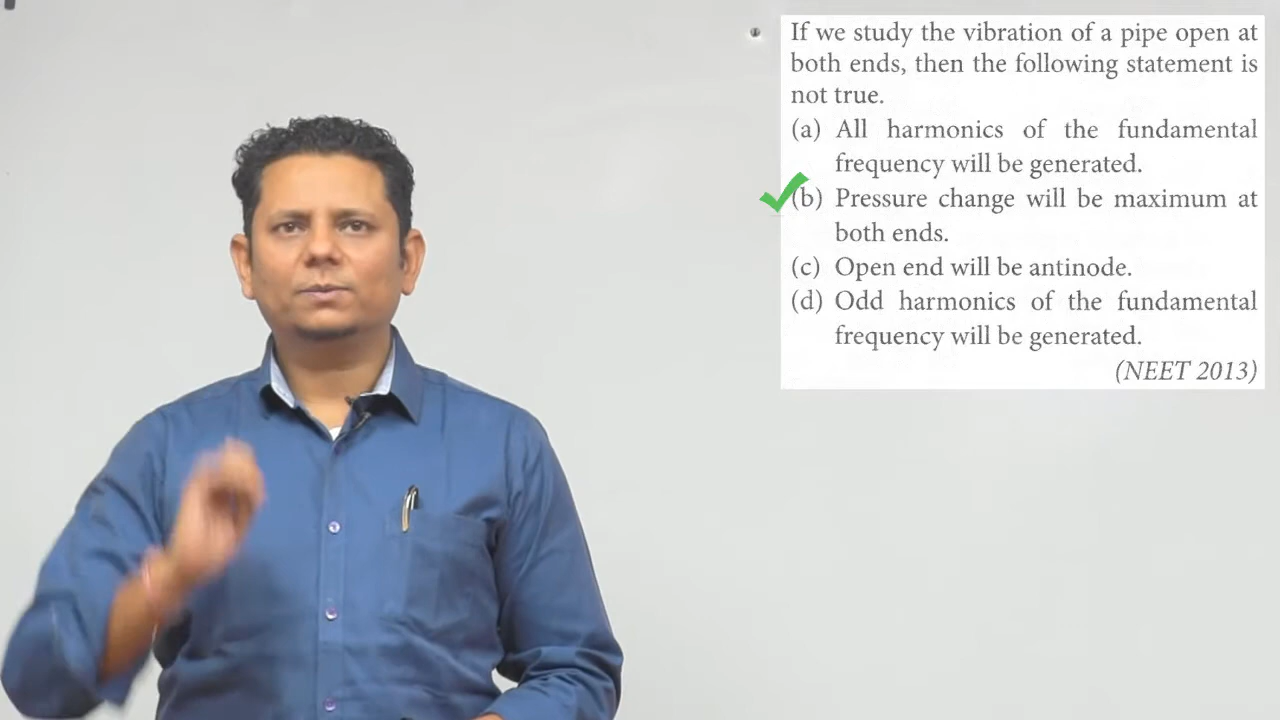 If we study the vibration of a pipe open at
both ends, then the following statement is
not true.
(a) All harmonics of the fundamental
frequency will be generated.
(b) Pressure change will be maximum at
both ends.
(c) Open end will be antinode.
(d) Odd harmonics of the fundamental
frequency will be generated.
(NEET 2013)